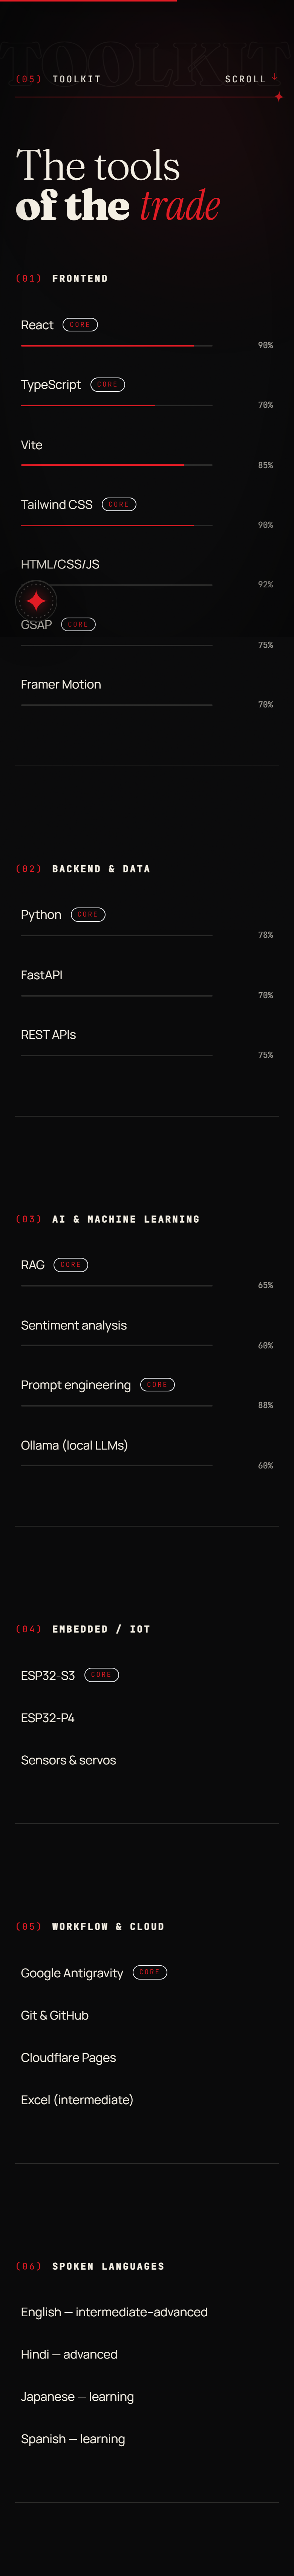 TOOLKIT
(05) TOOLKIT SCROLL ↓
The tools
of the trade
(01) FRONTEND
React CORE
90%
TypeScript CORE
70%
Vite
85%
Tailwind CSS CORE
90%
HTML/CSS/JS
92%
GSAP CORE
75%
Framer Motion
70%
(02) BACKEND & DATA
Python CORE
78%
FastAPI
70%
REST APIs
75%
(03) AI & MACHINE LEARNING
RAG CORE
65%
Sentiment analysis
60%
Prompt engineering CORE
88%
Ollama (local LLMs)
60%
(04) EMBEDDED / IOT
ESP32-S3 CORE
ESP32-P4
Sensors & servos
(05) WORKFLOW & CLOUD
Google Antigravity CORE
Git & GitHub
Cloudflare Pages
Excel (intermediate)
(06) SPOKEN LANGUAGES
English — intermediate–advanced
Hindi — advanced
Japanese — learning
Spanish — learning